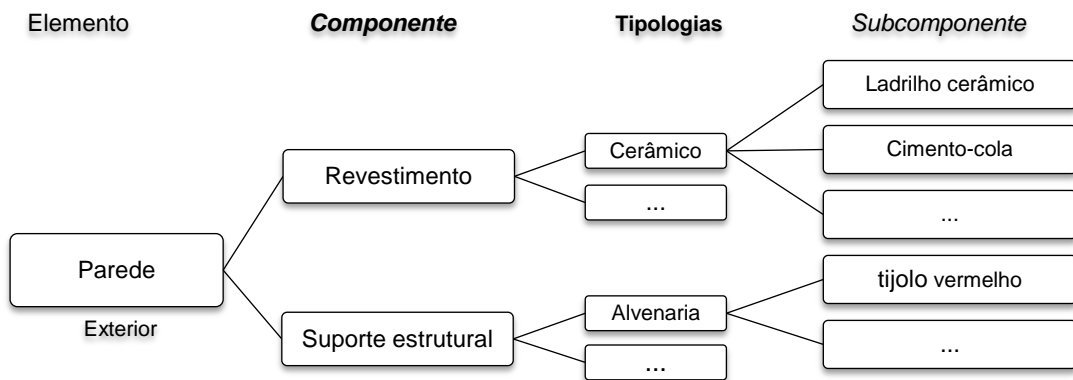 Elemento
Componente
Tipologias
Subcomponente
Ladrilho cerâmico
Cerâmico
Cimento-cola
Revestimento
...
...
Parede
Exterior
tijolo vermelho
Alvenaria
Suporte estrutural
...
...